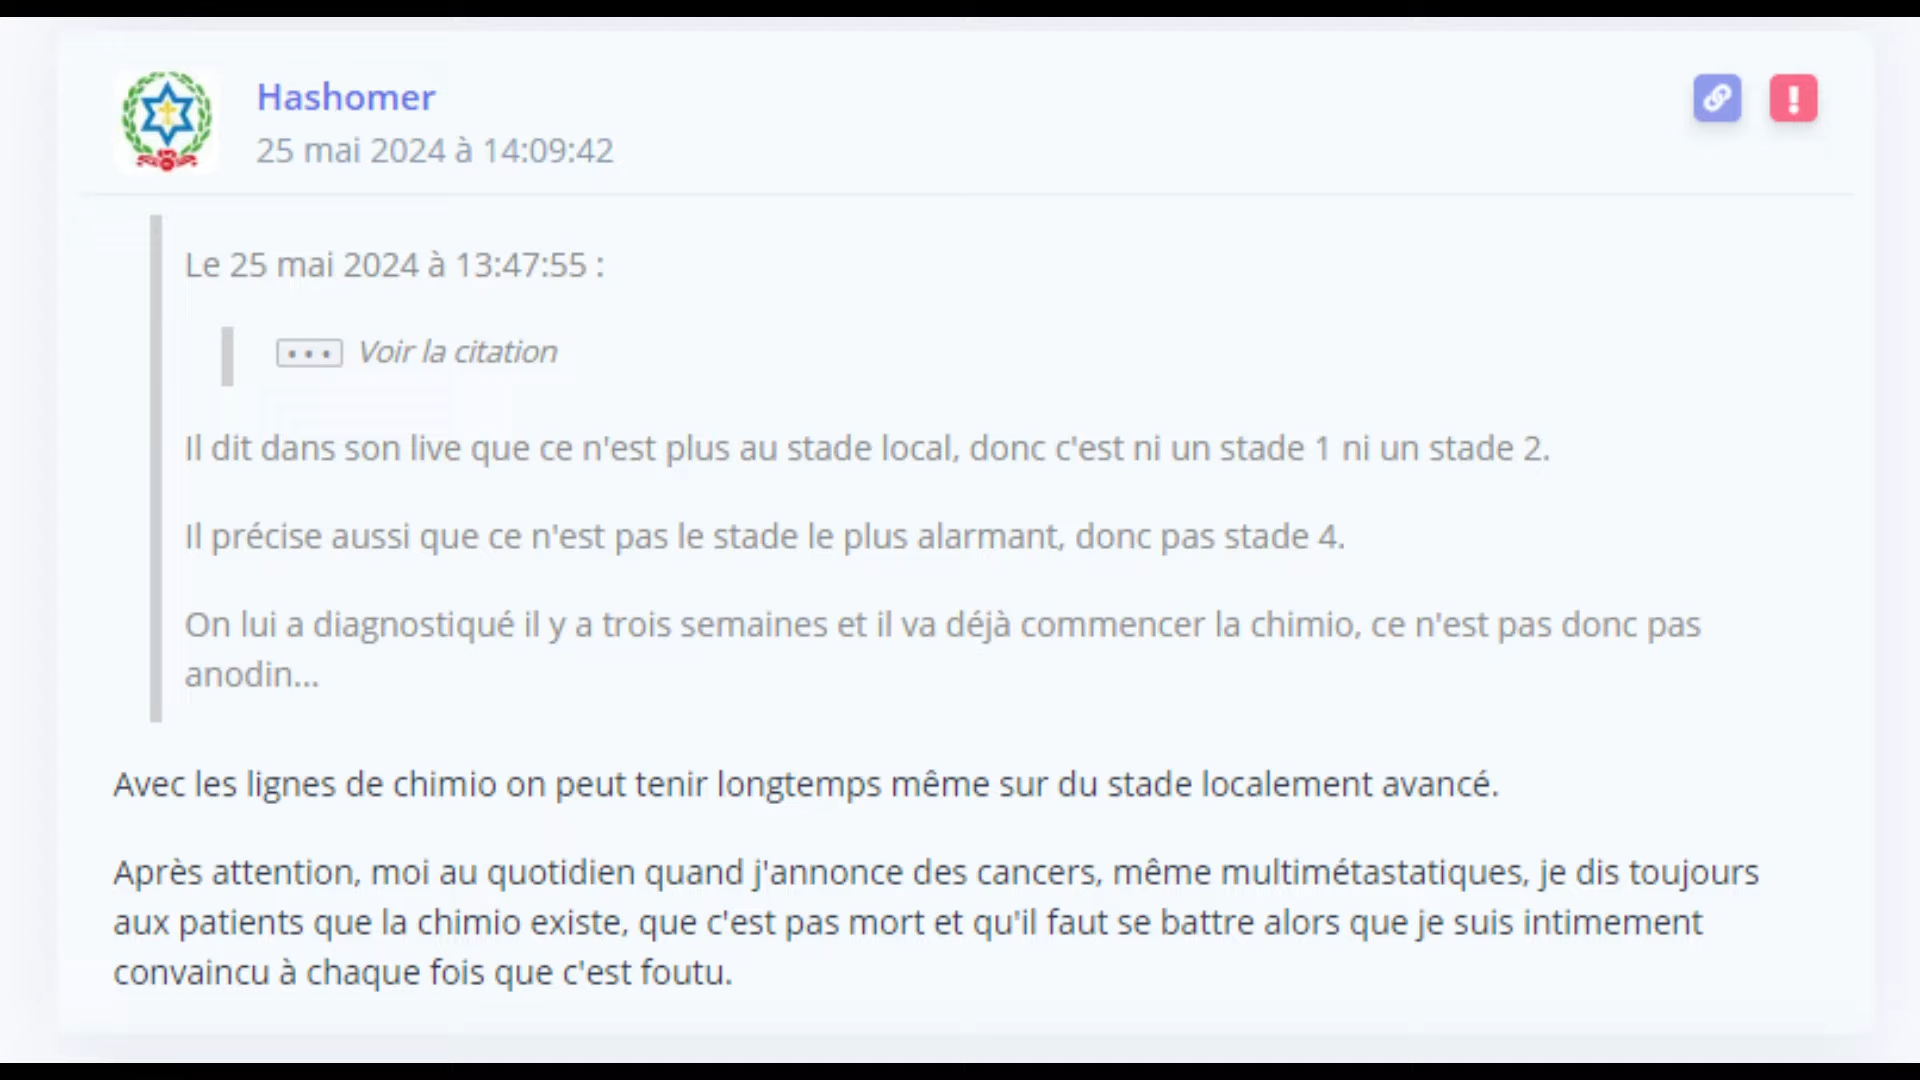 Hashomer
25 mai 2024 à 14:09:42
Le 25 mai 2024 à 13:47:55 :
Voir la citation
Il dit dans son live que ce n'est plus au stade local, donc c'est ni un stade 1 ni un stade 2.
Il précise aussi que ce n'est pas le stade le plus alarmant, donc pas stade 4.
On lui a diagnostiqué il y a trois semaines et il va déjà commencer la chimio, ce n'est pas donc pas
anodin...
Avec les lignes de chimio on peut tenir longtemps même sur du stade localement avancé.
Après attention, moi au quotidien quand j'annonce des cancers, même multimétastatiques, je dis toujours
aux patients que la chimio existe, que c'est pas mort et qu'il faut se battre alors que je suis intimement
convaincu à chaque fois que c'est foutu.